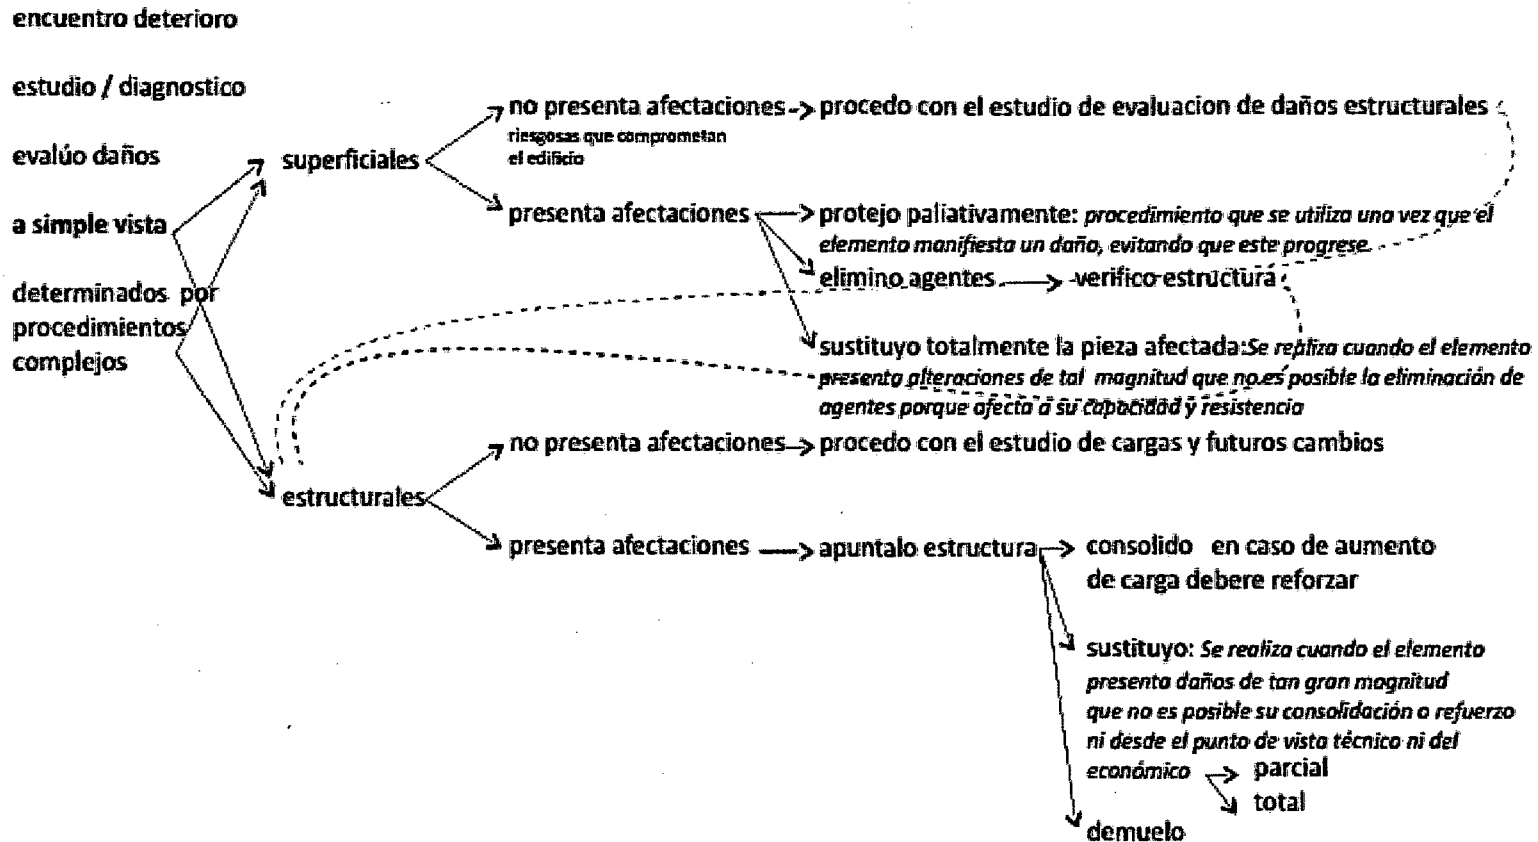 encuentro deterioro
estudio / diagnostico
evalúo daños
a simple vista
determinados por
procedimientos
complejos
superficiales
no presenta afectaciones
riesgosas que comprometan
el edificio
procedo con el estudio de evaluacion de daños estructurales
presenta afectaciones
protejo paliativamente: procedimiento que se utiliza una vez que el
elemento manifiesta un daño, evitando que este progrese
elimino agentes
verifico estructura
sustituyo totalmente la pieza afectada:Se realiza cuando el elemento
presenta alteraciones de tal magnitud que no es posible la eliminación de
agentes porque afecta a su capacidad y resistencia
estructurales
no presenta afectaciones
procedo con el estudio de cargas y futuros cambios
presenta afectaciones
apuntalo estructura
consolido en caso de aumento
de carga debere reforzar
sustituyo: Se realiza cuando el elemento
presenta daños de tan gran magnitud
que no es posible su consolidación o refuerzo
ni desde el punto de vista técnico ni del
económico
parcial
total
demuelo